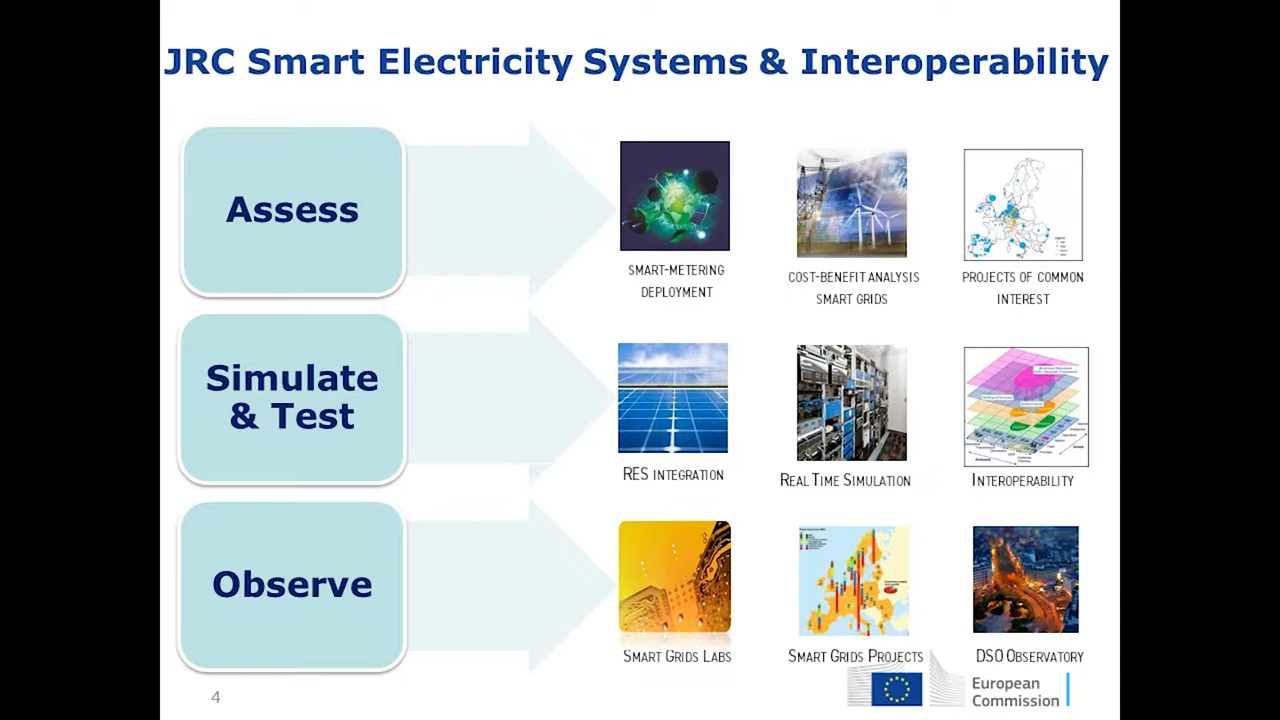 JRC Smart Electricity Systems & Interoperability
Assess
SMART-METERING
DEPLOYMENT
COST-BENEFIT ANALYSIS
SMART GRIDS
PROJECTS OF COMMON
INTEREST
Simulate
& Test
RES INTEGRATION
REAL TIME SIMULATION
INTEROPERABILITY
Observe
SMART GRIDS LABS
SMART GRIDS PROJECTS
DSO OBSERVATORY
4
European
Commission